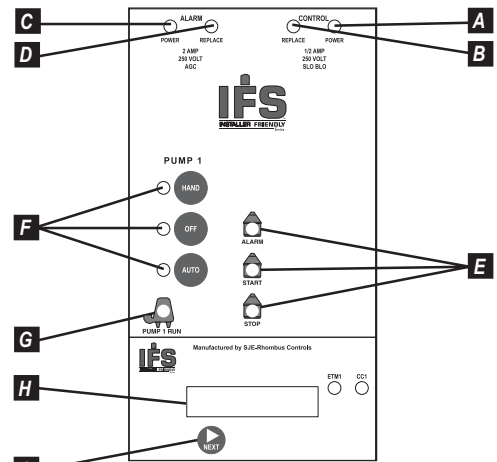 C
ALARM
CONTROL
A
POWER
REPLACE
REPLACE
POWER
D
B
2 AMP
250 VOLT
AGC
1/2 AMP
250 VOLT
SLO BLO
IFS
INSTALLER FRIENDLY
PUMP 1
HAND
F
OFF
ALARM
E
AUTO
START
G
PUMP 1 RUN
STOP
IFS
Manufactured by SJE-Rhombus Controls
ETM1
CC1
H
NEXT